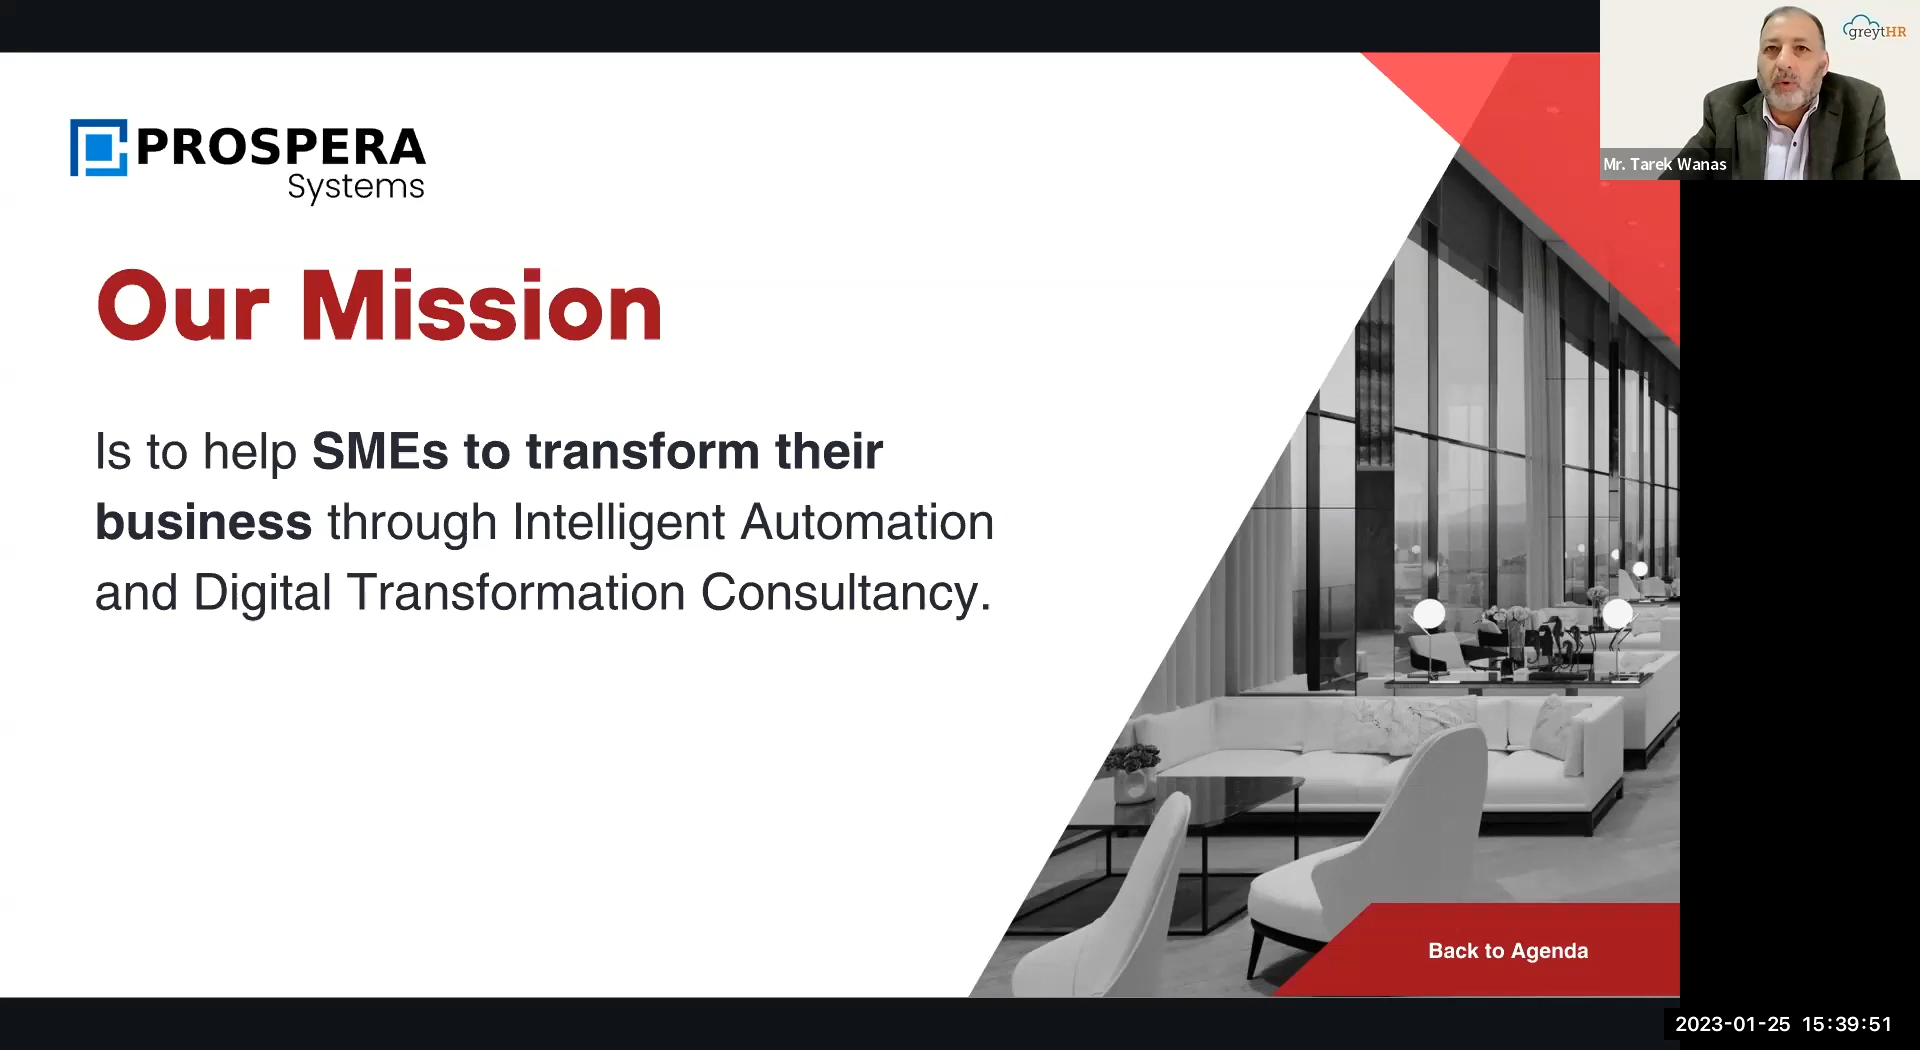 greytHR
Mr. Tarek Wanas
PROSPERA
Systems
Our Mission
Is to help SMEs to transform their
business through Intelligent Automation
and Digital Transformation Consultancy.
Back to Agenda
2023-01-25 15:39:51